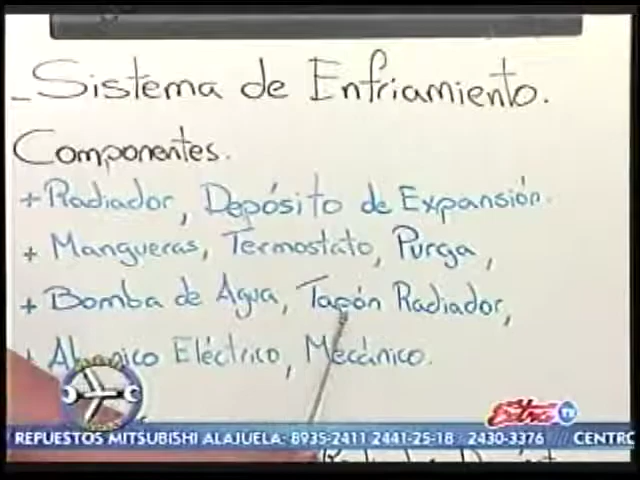 - Sistema de Enfriamiento.
Componentes.
+ Radiador, Depósito de Expansión.
+ Mangueras, Termostato, Purga,
+ Bomba de Agua, Tapón Radiador,
+ Abanico Eléctrico, Mecánico.
Extra TV
REPUESTOS MITSUBISHI ALAJUELA: 8935-2411 2441-25-18 / 2430-3376 /// CENTRO